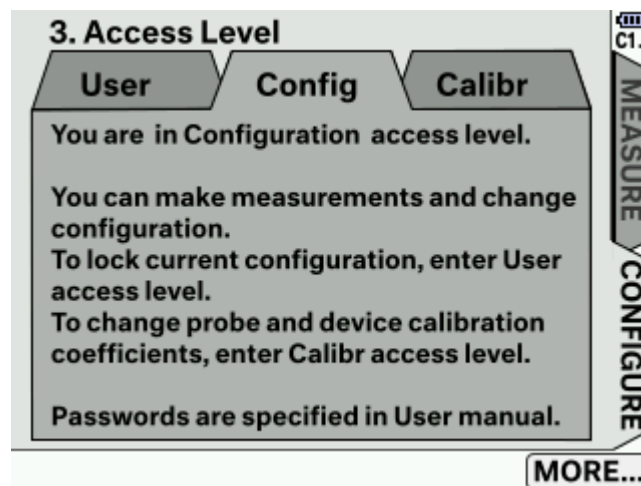 3. Access Level
C1.
User
Config
Calibr
You are in Configuration access level.
You can make measurements and change
configuration.
To lock current configuration, enter User
access level.
To change probe and device calibration
coefficients, enter Calibr access level.
Passwords are specified in User manual.
MEASURE
CONFIGURE
MORE...